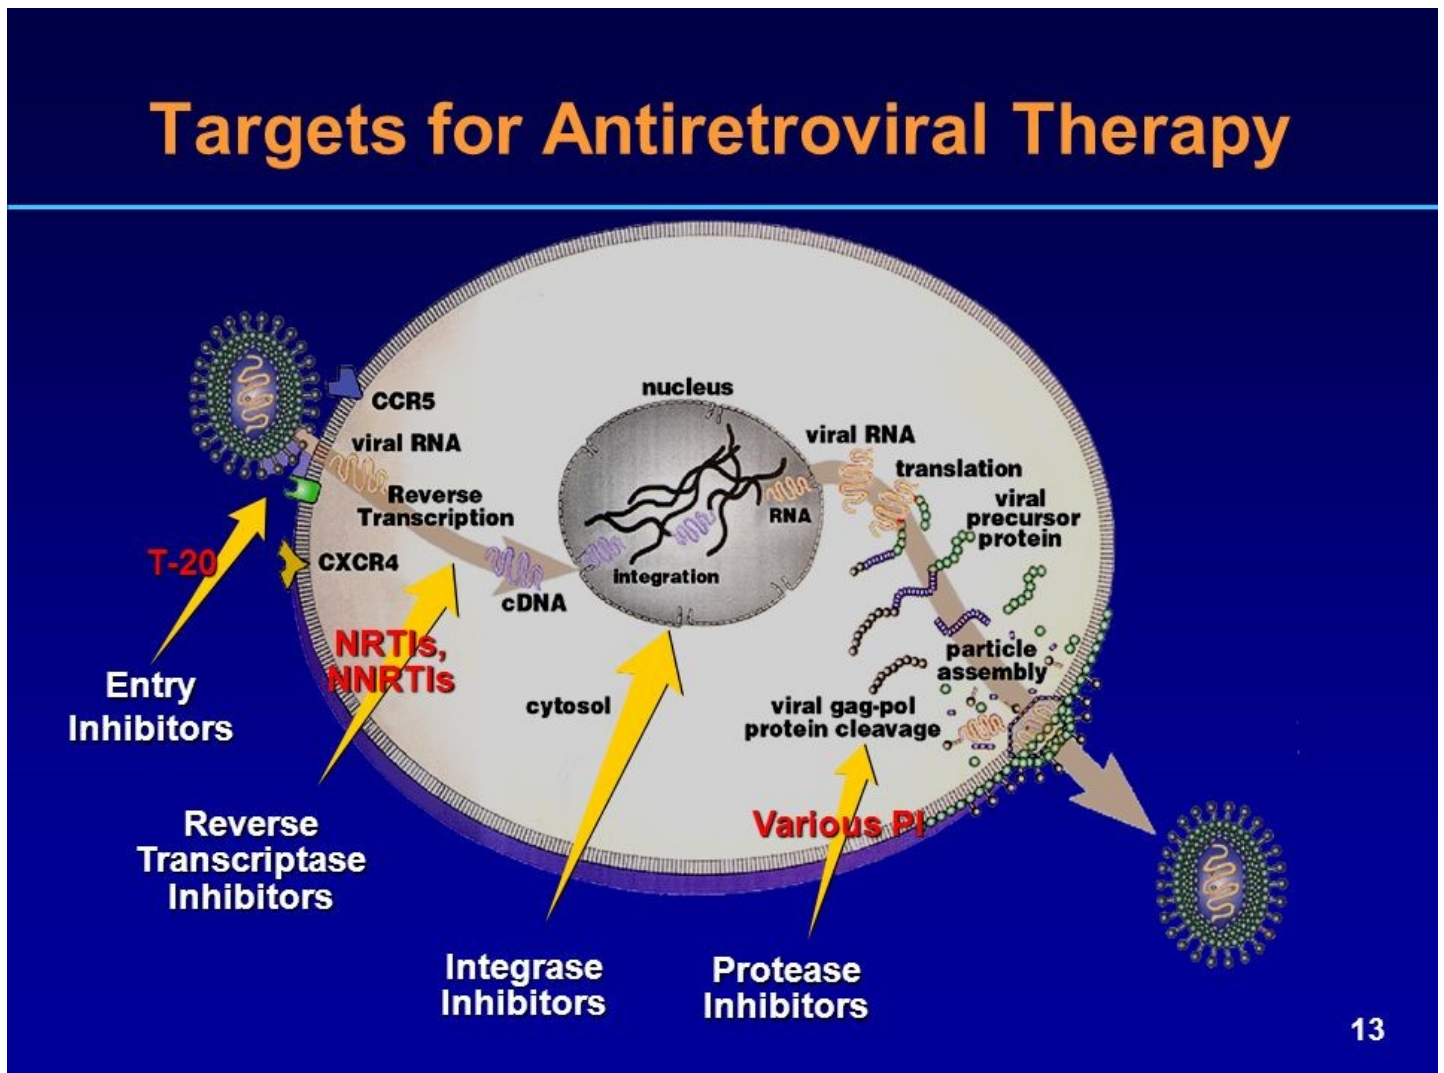 Targets for Antiretroviral Therapy
nucleus
CCR5
viral RNA
viral RNA
translation
Reverse
Transcription
viral
precursor
protein
RNA
T-20
CXCR4
integration
cDNA
NRTIs,
NNRTIs
particle
assembly
Entry
Inhibitors
cytosol
viral gag-pol
protein cleavage
Various PI
Reverse
Transcriptase
Inhibitors
Integrase
Inhibitors
Protease
Inhibitors
13